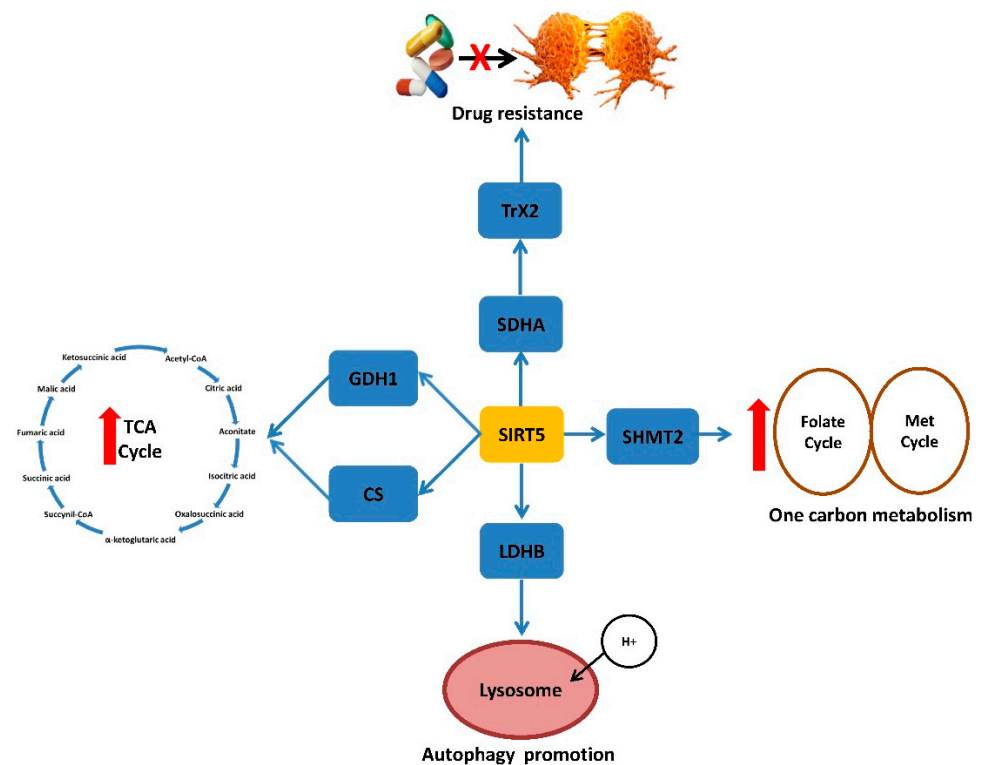 X
Drug resistance
TrX2
SDHA
GDH1
SIRT5
SHMT2
CS
LDHB
Ketosuccinic acid
Acetyl-CoA
Malic acid
Citric acid
TCA
Cycle
Fumaric acid
Aconitate
Succinic acid
Isocitric acid
Succynil-CoA
Oxalosuccinic acid
α-ketoglutaric acid
Folate
Cycle
Met
Cycle
One carbon metabolism
H+
Lysosome
Autophagy promotion